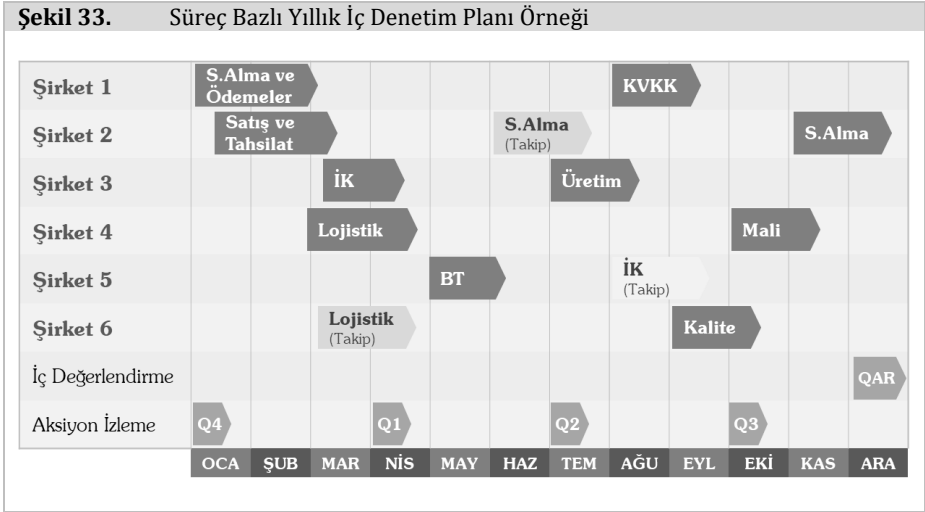 Şekil 33. Süreç Bazlı Yıllık İç Denetim Planı Örneği
Şirket 1
S.Alma ve
Ödemeler
KVKK
Şirket 2
Satış ve
Tahsilat
S.Alma
(Takip)
S.Alma
Şirket 3
İK
Üretim
Şirket 4
Lojistik
Mali
Şirket 5
BT
İK
(Takip)
Şirket 6
Lojistik
(Takip)
Kalite
İç Değerlendirme
QAR
Aksiyon İzleme
Q4
Q1
Q2
Q3
OCA ŞUB MAR NİS MAY HAZ TEM AĞU EYL EKİ KAS ARA